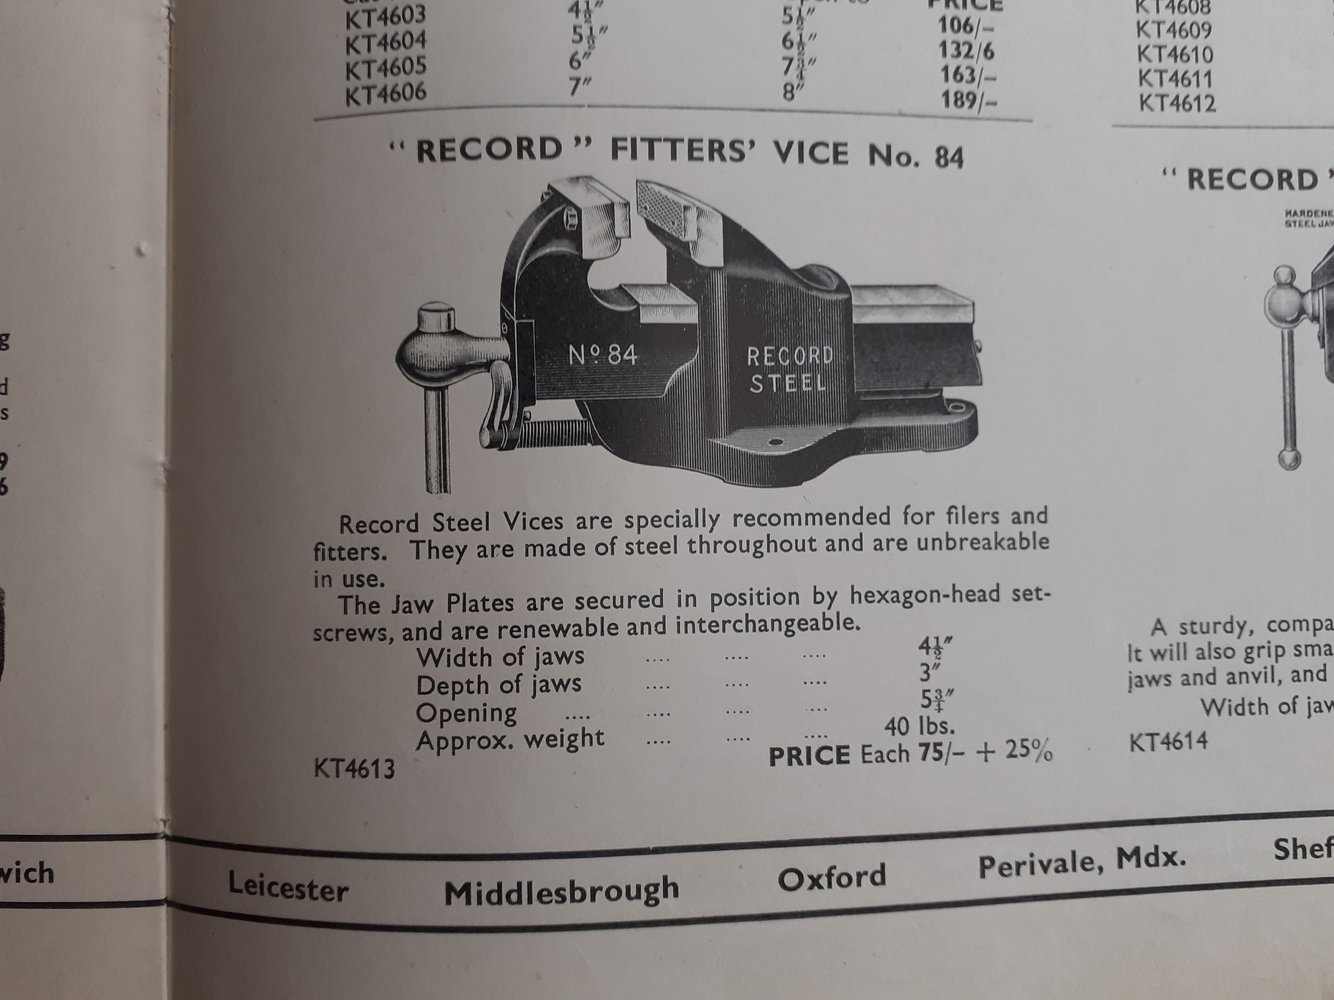 KT4603 4½″ 5½″ 106/–
KT4604 5½″ 6½″ 132/6
KT4605 6″ 7¾″ 163/–
KT4606 7″ 8″ 189/–
“RECORD” FITTERS’ VICE No. 84
Nº 84
RECORD
STEEL
Record Steel Vices are specially recommended for filers and
fitters. They are made of steel throughout and are unbreakable
in use.
The Jaw Plates are secured in position by hexagon-head set-
screws, and are renewable and interchangeable.
Width of jaws .... .... .... 4½″
Depth of jaws .... .... .... 3″
Opening .... .... .... .... 5¾″
Approx. weight .... .... .... 40 lbs.
KT4613 PRICE Each 75/– + 25%
PRICE
KT4608
KT4609
KT4610
KT4611
KT4612
“RECORD”
HARDENE
STEEL JAW
A sturdy, compa
It will also grip sma
jaws and anvil, and
Width of jaw
KT4614
wich
Leicester Middlesbrough Oxford Perivale, Mdx. Shef